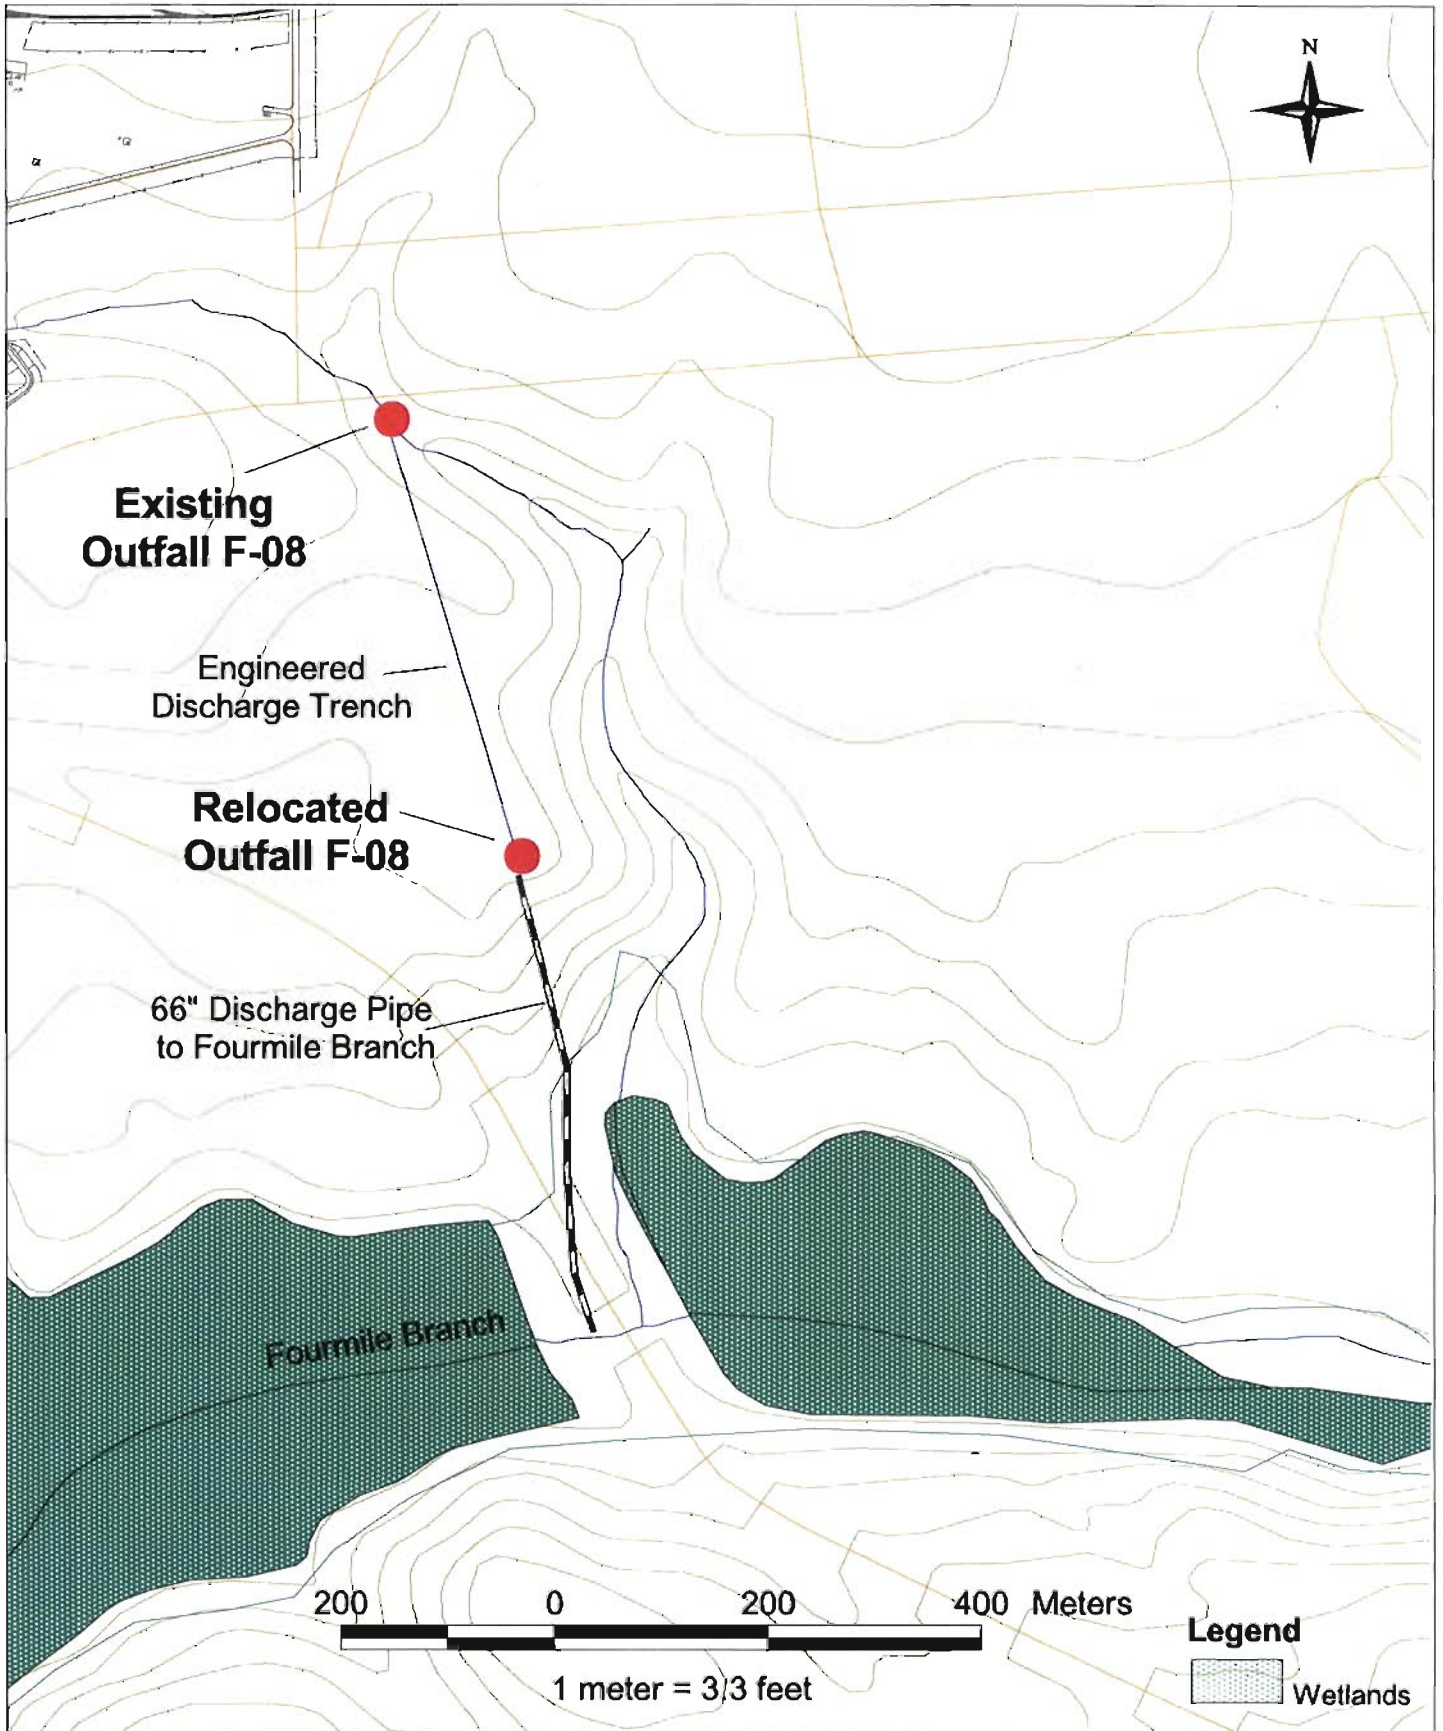 N
Existing
Outfall F-08
Engineered
Discharge Trench
Relocated
Outfall F-08
66" Discharge Pipe
to Fourmile Branch
Fourmile Branch
200 0 200 400 Meters
1 meter = 3/3 feet
Legend
Wetlands